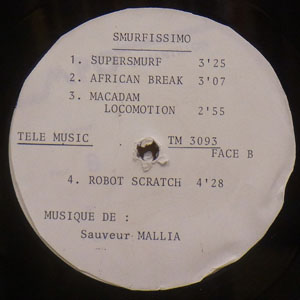 SMURFISSIMO
1. SUPERSMURF 3'25
2. AFRICAN BREAK 3'07
3. MACADAM
LOCOMOTION 2'55
TELE MUSIC TM 3093
FACE B
4. ROBOT SCRATCH 4'28
MUSIQUE DE :
Sauveur MALLIA